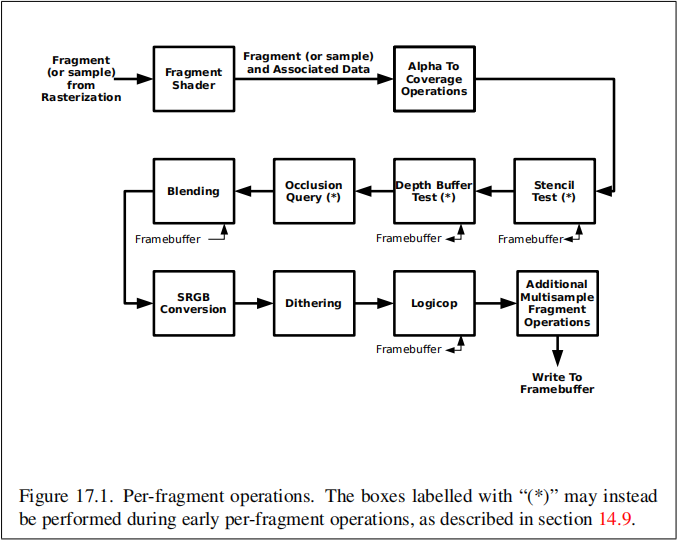 Fragment
(or sample)
from
Rasterization
Fragment
Shader
Fragment (or sample)
and Associated Data
Alpha To
Coverage
Operations
Blending
Occlusion
Query (*)
Depth Buffer
Test (*)
Stencil
Test (*)
Framebuffer
Framebuffer
Framebuffer
SRGB
Conversion
Dithering
Logicop
Additional
Multisample
Fragment
Operations
Framebuffer
Write To
Framebuffer
Figure 17.1. Per-fragment operations. The boxes labelled with “(*)” may instead
be performed during early per-fragment operations, as described in section 14.9.